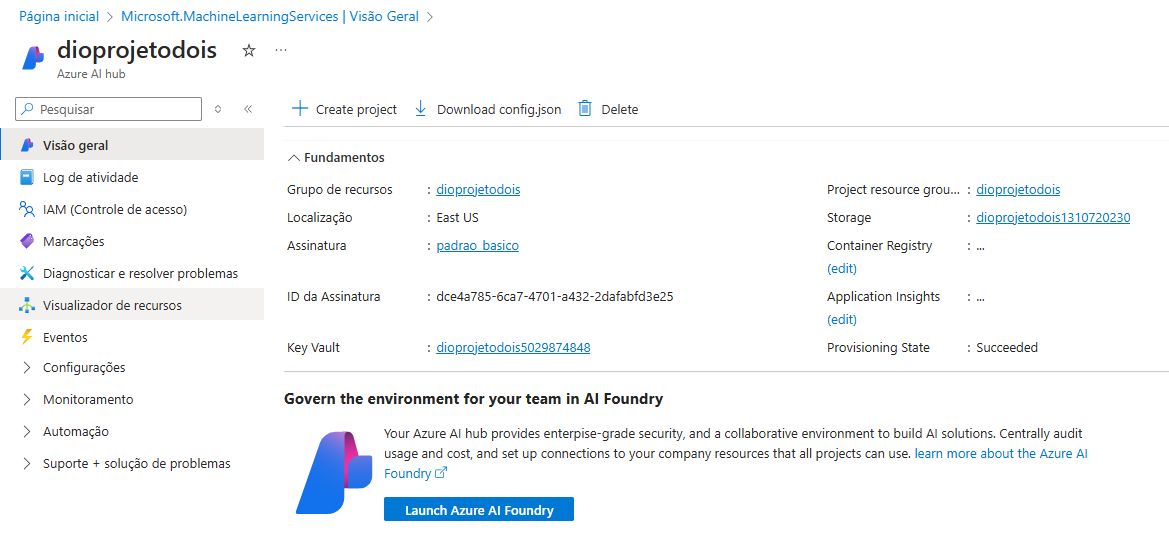 Página inicial > Microsoft.MachineLearningServices | Visão Geral >
dioprojetodois
Azure AI hub
Pesquisar
Visão geral
Log de atividade
IAM (Controle de acesso)
Marcações
Diagnosticar e resolver problemas
Visualizador de recursos
Eventos
Configurações
Monitoramento
Automação
Suporte + solução de problemas
Create project Download config.json Delete
Fundamentos
Grupo de recursos : dioprojetodois
Localização : East US
Assinatura : padrao_basico
ID da Assinatura : dce4a785-6ca7-4701-a432-2dafabfd3e25
Key Vault : dioprojetodois5029874848
Project resource grou... : dioprojetodois
Storage : dioprojetodois1310720230
Container Registry : ...
(edit)
Application Insights : ...
(edit)
Provisioning State : Succeeded
Govern the environment for your team in AI Foundry
Your Azure AI hub provides enterpise-grade security, and a collaborative environment to build AI solutions. Centrally audit
usage and cost, and set up connections to your company resources that all projects can use. learn more about the Azure AI
Foundry
Launch Azure AI Foundry